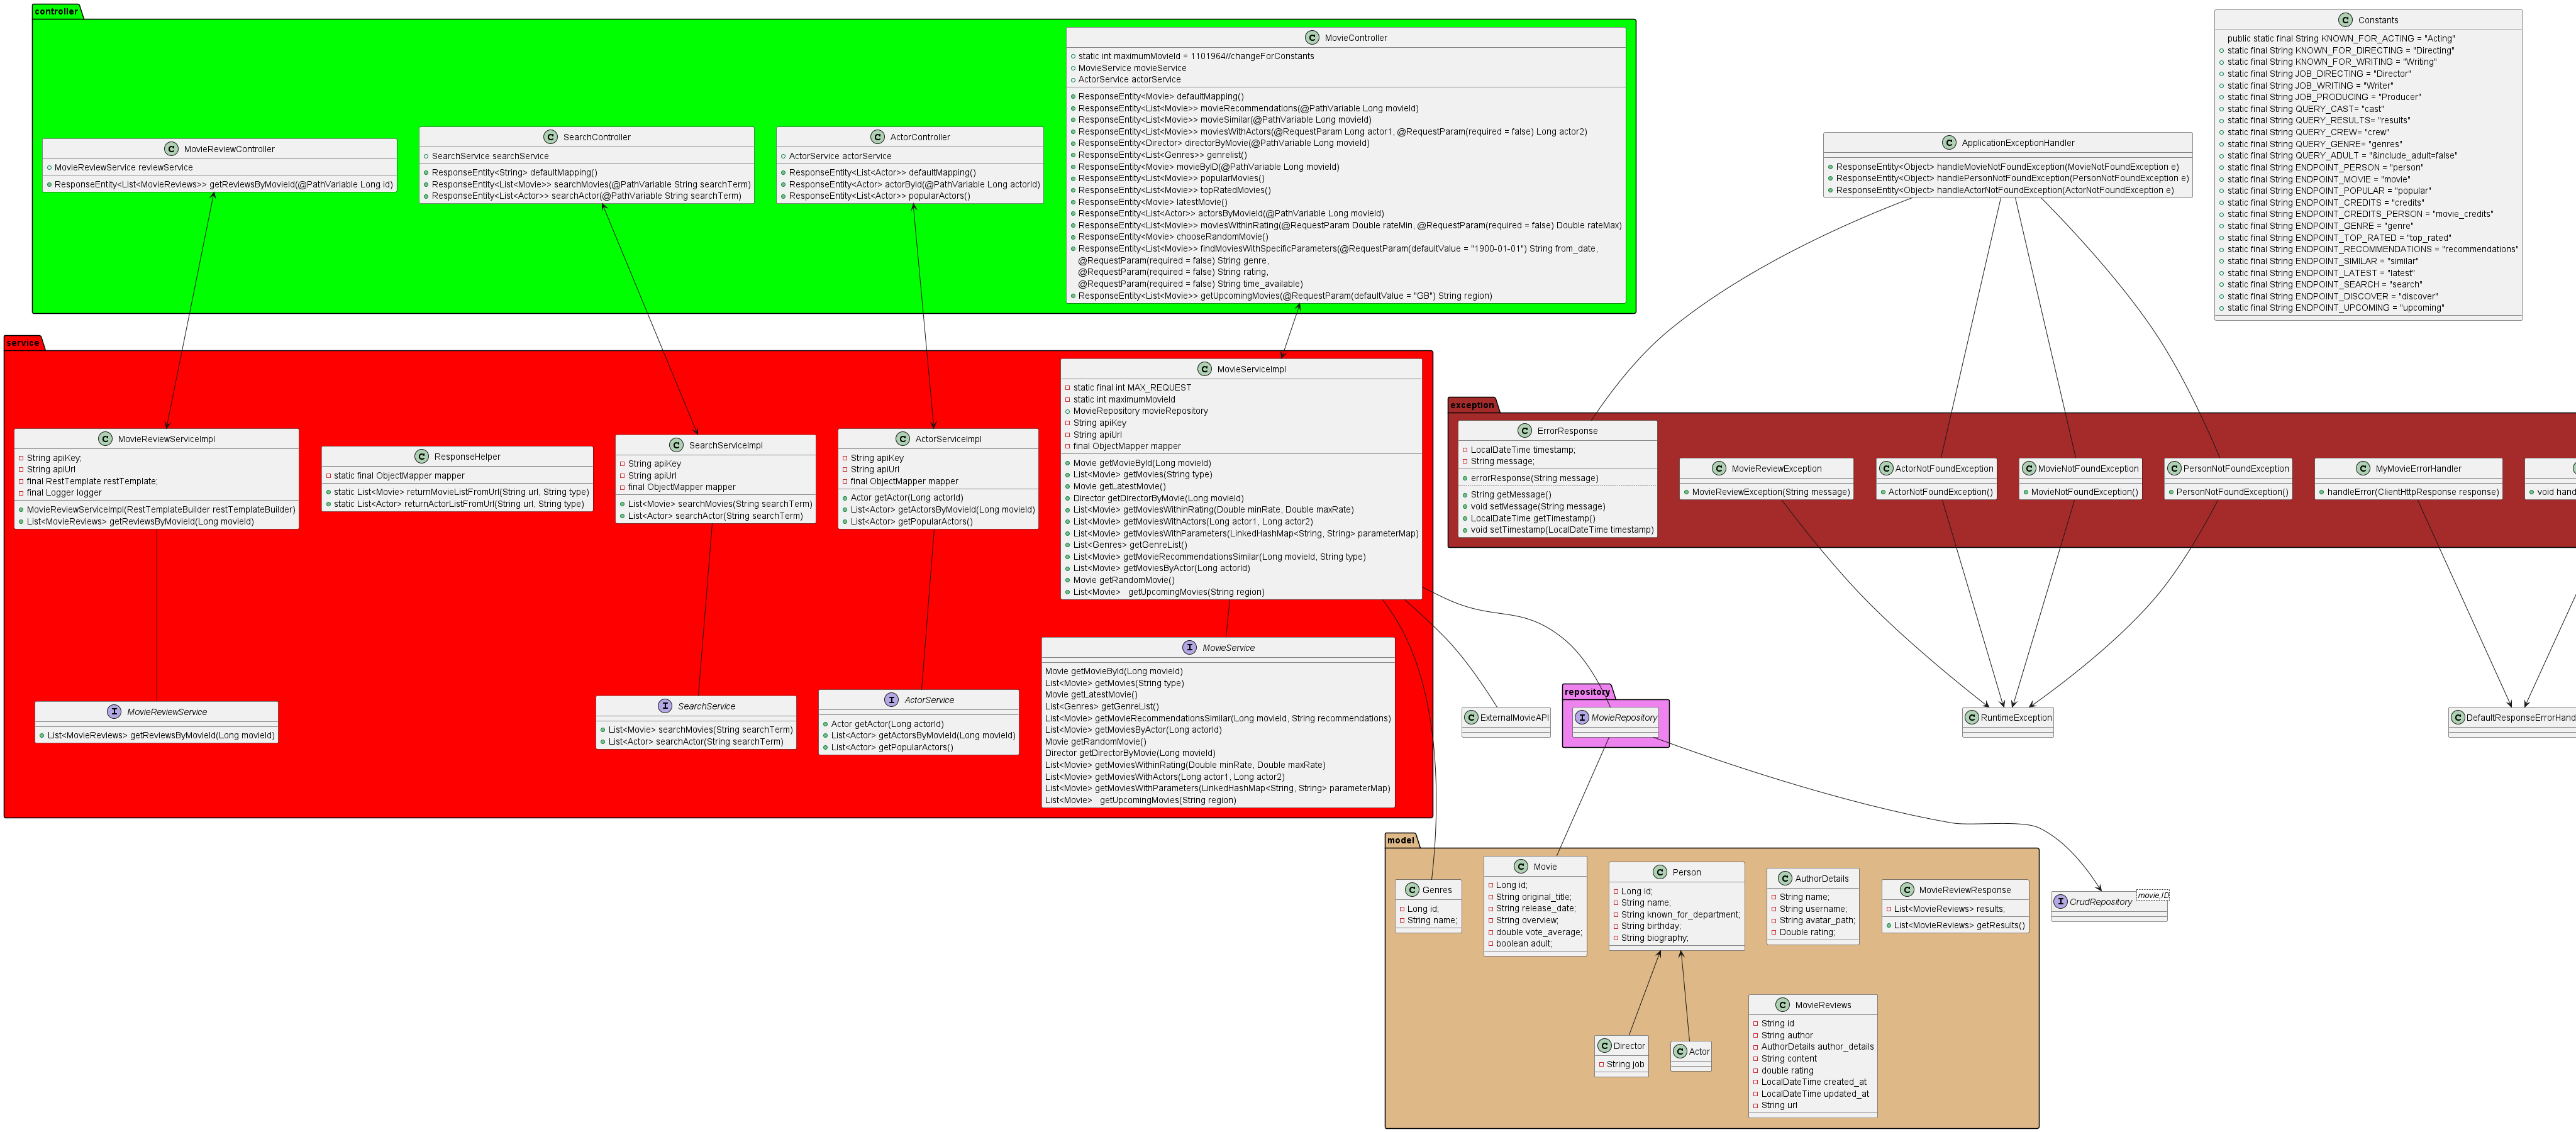 controller
MovieController
static int maximumMovieId = 1101964//changeForConstants
MovieService movieService
ActorService actorService
ResponseEntity<Movie> defaultMapping()
ResponseEntity<List<Movie>> movieRecommendations(@PathVariable Long movieId)
ResponseEntity<List<Movie>> movieSimilar(@PathVariable Long movieId)
ResponseEntity<List<Movie>> moviesWithActors(@RequestParam Long actor1, @RequestParam(required = false) Long actor2)
ResponseEntity<Director> directorByMovie(@PathVariable Long movieId)
ResponseEntity<List<Genres>> genrelist()
ResponseEntity<Movie> movieByID(@PathVariable Long movieId)
ResponseEntity<List<Movie>> popularMovies()
ResponseEntity<List<Movie>> topRatedMovies()
ResponseEntity<Movie> latestMovie()
ResponseEntity<List<Actor>> actorsByMovieId(@PathVariable Long movieId)
ResponseEntity<List<Movie>> moviesWithinRating(@RequestParam Double rateMin, @RequestParam(required = false) Double rateMax)
ResponseEntity<Movie> chooseRandomMovie()
ResponseEntity<List<Movie>> findMoviesWithSpecificParameters(@RequestParam(defaultValue = "1900-01-01") String from_date,
@RequestParam(required = false) String genre,
@RequestParam(required = false) String rating,
@RequestParam(required = false) String time_available)
ResponseEntity<List<Movie>> getUpcomingMovies(@RequestParam(defaultValue = "GB") String region)
MovieReviewController
MovieReviewService reviewService
ResponseEntity<List<MovieReviews>> getReviewsByMovieId(@PathVariable Long id)
SearchController
SearchService searchService
ResponseEntity<String> defaultMapping()
ResponseEntity<List<Movie>> searchMovies(@PathVariable String searchTerm)
ResponseEntity<List<Actor>> searchActor(@PathVariable String searchTerm)
ActorController
ActorService actorService
ResponseEntity<List<Actor>> defaultMapping()
ResponseEntity<Actor> actorById(@PathVariable Long actorId)
ResponseEntity<List<Actor>> popularActors()
ApplicationExceptionHandler
ResponseEntity<Object> handleMovieNotFoundException(MovieNotFoundException e)
ResponseEntity<Object> handlePersonNotFoundException(PersonNotFoundException e)
ResponseEntity<Object> handleActorNotFoundException(ActorNotFoundException e)
Constants
public static final String KNOWN_FOR_ACTING = "Acting"
static final String KNOWN_FOR_DIRECTING = "Directing"
static final String KNOWN_FOR_WRITING = "Writing"
static final String JOB_DIRECTING = "Director"
static final String JOB_WRITING = "Writer"
static final String JOB_PRODUCING = "Producer"
static final String QUERY_CAST= "cast"
static final String QUERY_RESULTS= "results"
static final String QUERY_CREW= "crew"
static final String QUERY_GENRE= "genres"
static final String QUERY_ADULT = "&include_adult=false"
static final String ENDPOINT_PERSON = "person"
static final String ENDPOINT_MOVIE = "movie"
static final String ENDPOINT_POPULAR = "popular"
static final String ENDPOINT_CREDITS = "credits"
static final String ENDPOINT_CREDITS_PERSON = "movie_credits"
static final String ENDPOINT_GENRE = "genre"
static final String ENDPOINT_TOP_RATED = "top_rated"
static final String ENDPOINT_RECOMMENDATIONS = "recommendations"
static final String ENDPOINT_SIMILAR = "similar"
static final String ENDPOINT_LATEST = "latest"
static final String ENDPOINT_SEARCH = "search"
static final String ENDPOINT_DISCOVER = "discover"
static final String ENDPOINT_UPCOMING = "upcoming"
service
MovieReviewServiceImpl
String apiKey;
String apiUrl
final RestTemplate restTemplate;
final Logger logger
MovieReviewServiceImpl(RestTemplateBuilder restTemplateBuilder)
List<MovieReviews> getReviewsByMovieId(Long movieId)
ResponseHelper
static final ObjectMapper mapper
static List<Movie> returnMovieListFromUrl(String url, String type)
static List<Actor> returnActorListFromUrl(String url, String type)
SearchServiceImpl
String apiKey
String apiUrl
final ObjectMapper mapper
List<Movie> searchMovies(String searchTerm)
List<Actor> searchActor(String searchTerm)
ActorServiceImpl
String apiKey
String apiUrl
final ObjectMapper mapper
Actor getActor(Long actorId)
List<Actor> getActorsByMovieId(Long movieId)
List<Actor> getPopularActors()
MovieServiceImpl
static final int MAX_REQUEST
static int maximumMovieId
MovieRepository movieRepository
String apiKey
String apiUrl
final ObjectMapper mapper
Movie getMovieById(Long movieId)
List<Movie> getMovies(String type)
Movie getLatestMovie()
Director getDirectorByMovie(Long movieId)
List<Movie> getMoviesWithinRating(Double minRate, Double maxRate)
List<Movie> getMoviesWithActors(Long actor1, Long actor2)
List<Movie> getMoviesWithParameters(LinkedHashMap<String, String> parameterMap)
List<Genres> getGenreList()
List<Movie> getMovieRecommendationsSimilar(Long movieId, String type)
List<Movie> getMoviesByActor(Long actorId)
Movie getRandomMovie()
List<Movie>   getUpcomingMovies(String region)
MovieReviewService
List<MovieReviews> getReviewsByMovieId(Long movieId)
SearchService
List<Movie> searchMovies(String searchTerm)
List<Actor> searchActor(String searchTerm)
ActorService
Actor getActor(Long actorId)
List<Actor> getActorsByMovieId(Long movieId)
List<Actor> getPopularActors()
MovieService
Movie getMovieById(Long movieId)
List<Movie> getMovies(String type)
Movie getLatestMovie()
List<Genres> getGenreList()
List<Movie> getMovieRecommendationsSimilar(Long movieId, String recommendations)
List<Movie> getMoviesByActor(Long actorId)
Movie getRandomMovie()
Director getDirectorByMovie(Long movieId)
List<Movie> getMoviesWithinRating(Double minRate, Double maxRate)
List<Movie> getMoviesWithActors(Long actor1, Long actor2)
List<Movie> getMoviesWithParameters(LinkedHashMap<String, String> parameterMap)
List<Movie>   getUpcomingMovies(String region)
exception
ErrorResponse
LocalDateTime timestamp;
String message;
errorResponse(String message)
String getMessage()
void setMessage(String message)
LocalDateTime getTimestamp()
void setTimestamp(LocalDateTime timestamp)
MovieReviewException
MovieReviewException(String message)
ActorNotFoundException
ActorNotFoundException()
MovieNotFoundException
MovieNotFoundException()
PersonNotFoundException
PersonNotFoundException()
MyMovieErrorHandler
handleError(ClientHttpResponse response)
void hand
ExternalMovieAPI
repository
MovieRepository
RuntimeException
DefaultResponseErrorHand
model
Genres
Long id;
String name;
Movie
Long id;
String original_title;
String release_date;
String overview;
double vote_average;
boolean adult;
Person
Long id;
String name;
String known_for_department;
String birthday;
String biography;
AuthorDetails
String name;
String username;
String avatar_path;
Double rating;
MovieReviewResponse
List<MovieReviews> results;
List<MovieReviews> getResults()
CrudRepository
movie,ID
Director
String job
Actor
MovieReviews
String id
String author
AuthorDetails author_details
String content
double rating
LocalDateTime created_at
LocalDateTime updated_at
String url